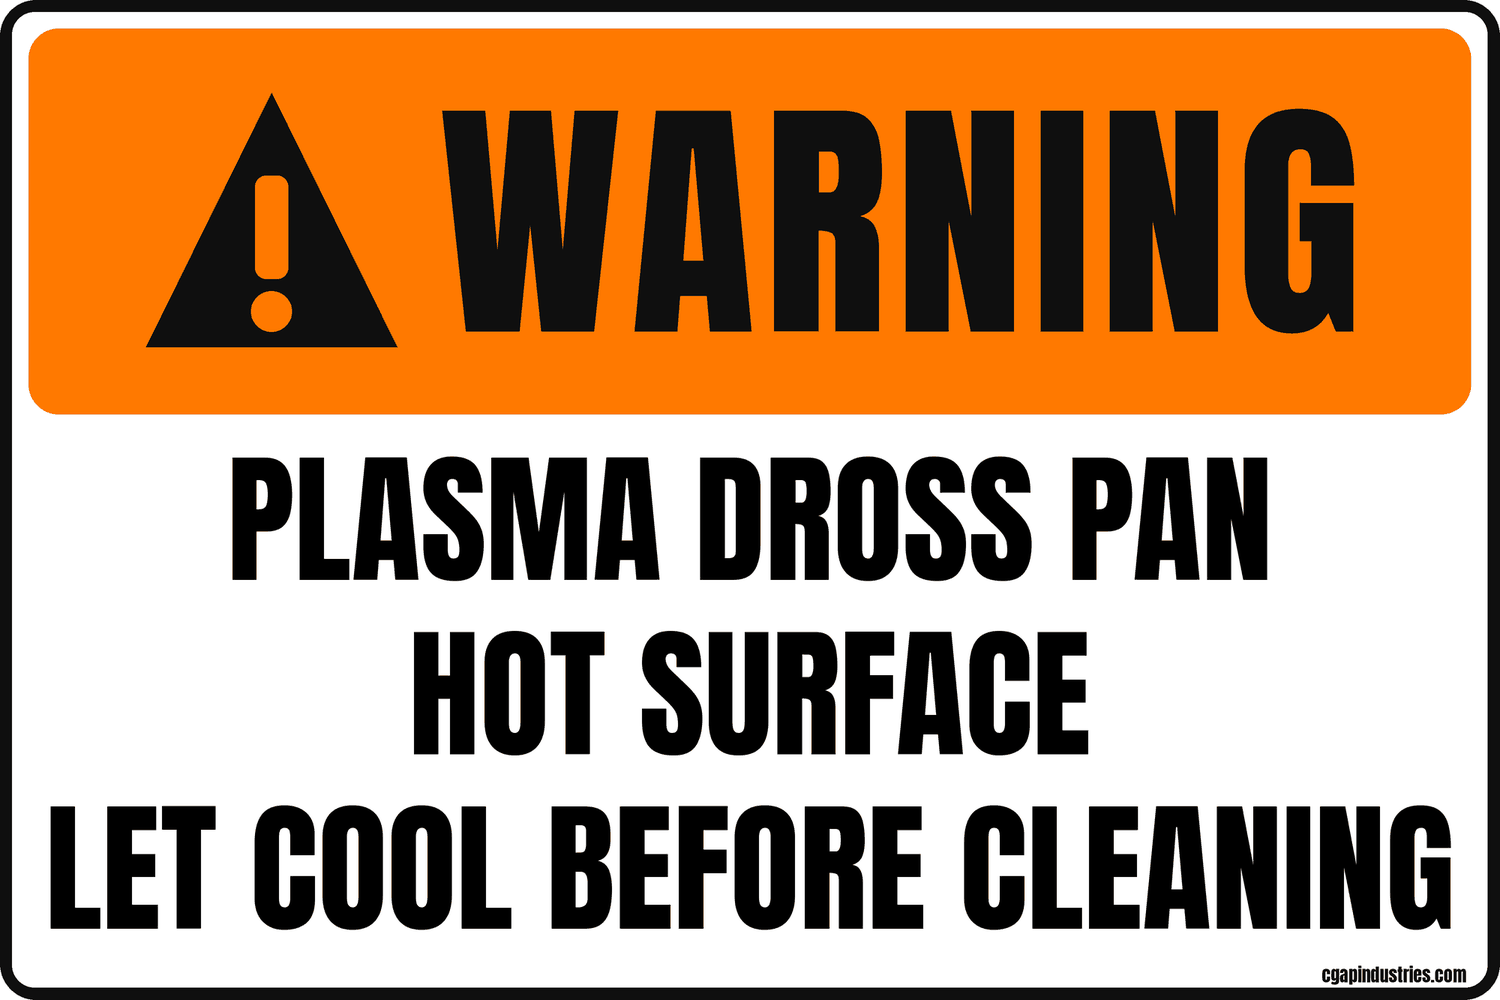 WARNING
PLASMA DROSS PAN
HOT SURFACE
LET COOL BEFORE CLEANING
cgapindustries.com